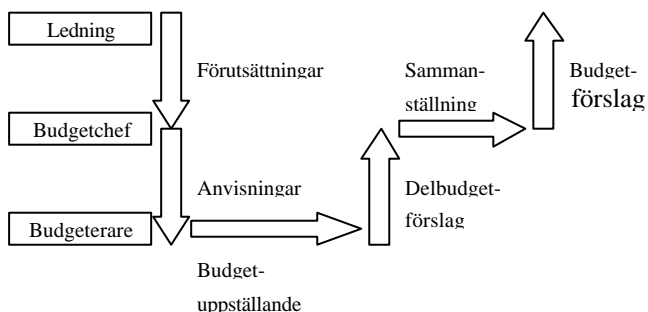 Ledning
Förutsättningar
Samman-
ställning
Budget-
förslag
Budgetchef
Anvisningar
Delbudget-
förslag
Budgeterare
Budget-
uppställande